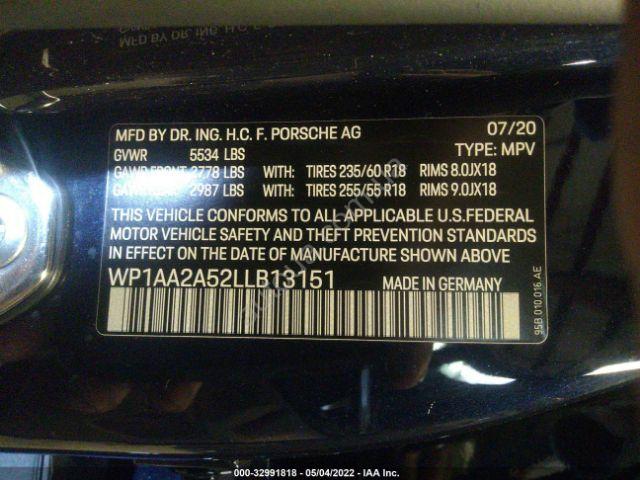 MFD BY DR. ING. H.C. F. PORSCHE AG 07/20
GVWR 5534 LBS TYPE: MPV
GAWR FRONT 2778 LBS WITH: TIRES 235/60 R18 RIMS 8.0JX18
GAWR 2987 LBS WITH: TIRES 255/55 R18 RIMS 9.0JX18
THIS VEHICLE CONFORMS TO ALL APPLICABLE U.S.FEDERAL
MOTOR VEHICLE SAFETY AND THEFT PREVENTION STANDARDS
IN EFFECT ON THE DATE OF MANUFACTURE SHOWN ABOVE
WP1AA2A52LLB13151 MADE IN GERMANY
95B 010 016 AE
000-32991818 - 05/04/2022 - IAA Inc.